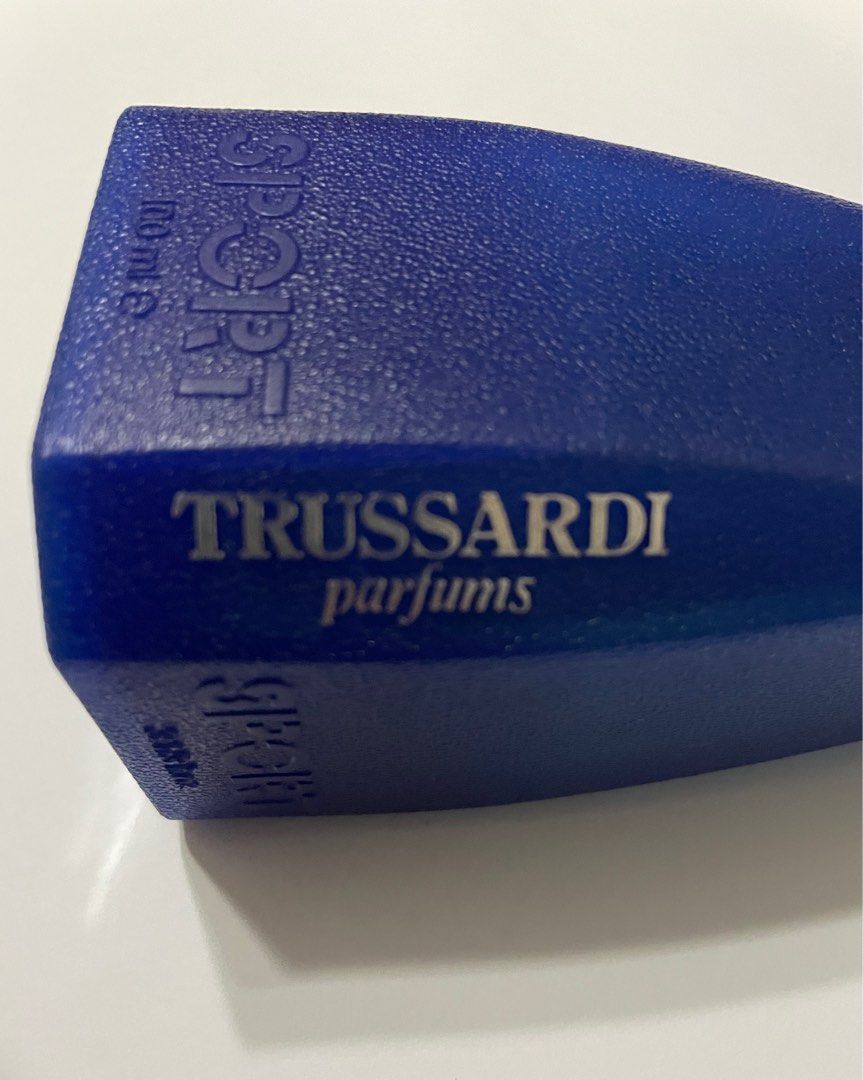 SPORT
100 ml e
TRUSSARDI
parfums
SPORT